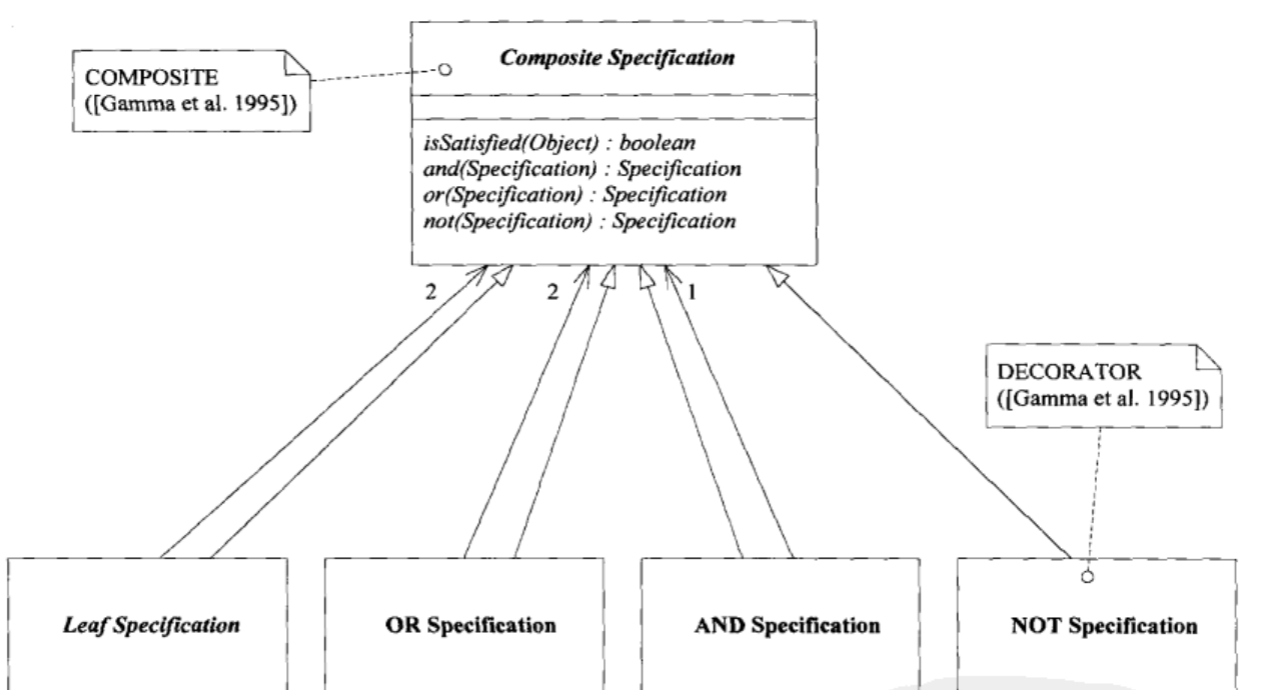 Composite Specification
COMPOSITE
([Gamma et al. 1995])
isSatisfied(Object) : boolean
and(Specification) : Specification
or(Specification) : Specification
not(Specification) : Specification
2
2
1
DECORATOR
([Gamma et al. 1995])
Leaf Specification
OR Specification
AND Specification
NOT Specification